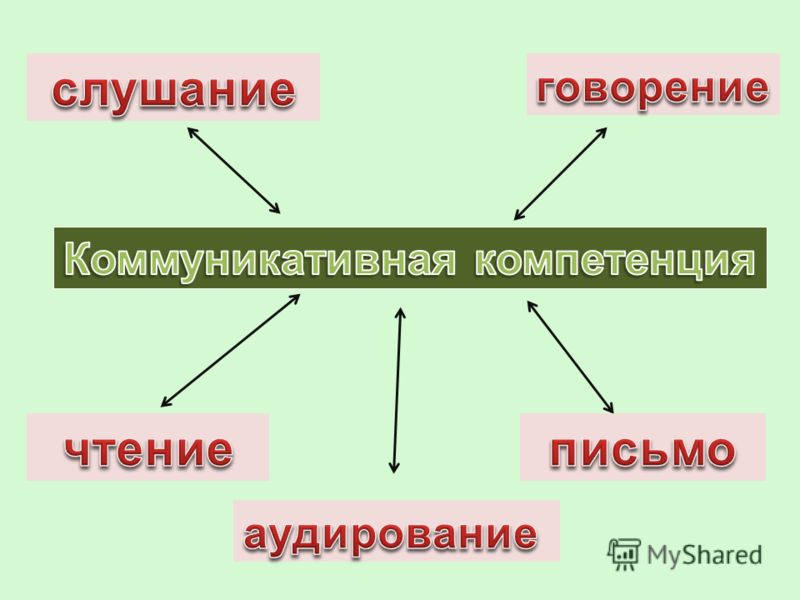 слушание
говорение
Коммуникативная компетенция
чтение
письмо
аудирование
MyShared